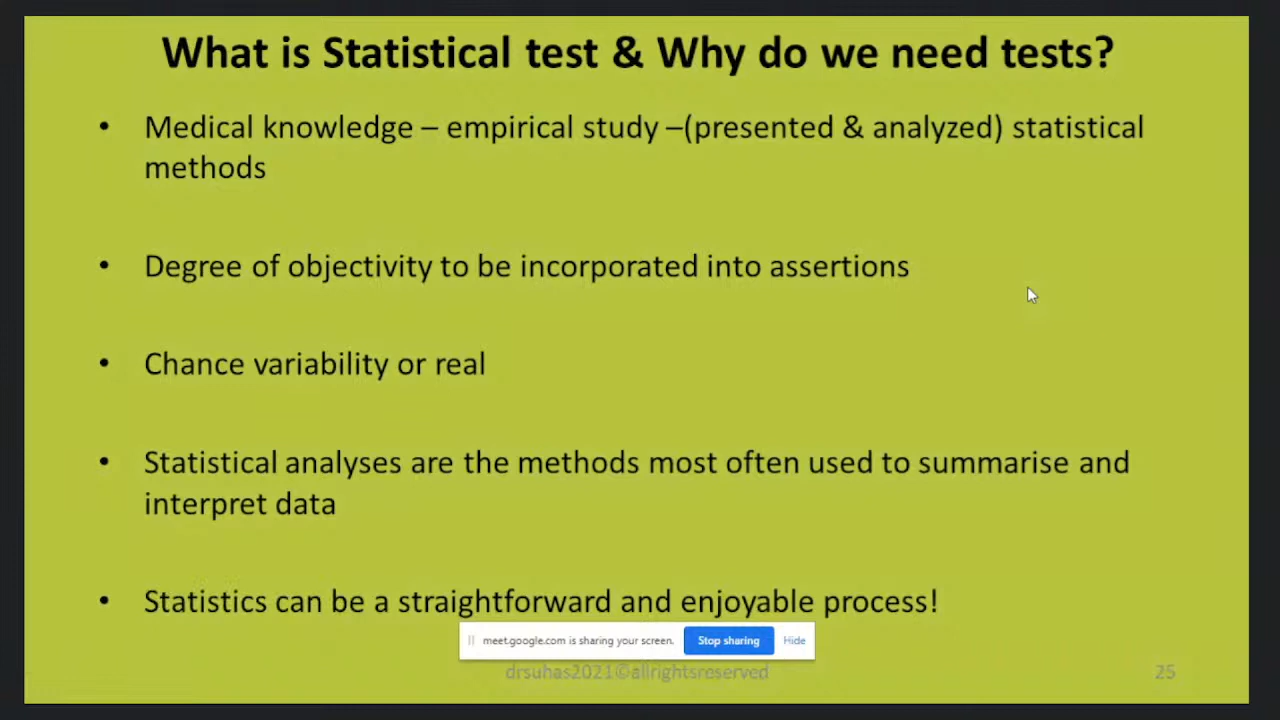 What is Statistical test & Why do we need tests?
• Medical knowledge – empirical study –(presented & analyzed) statistical
methods
• Degree of objectivity to be incorporated into assertions
• Chance variability or real
• Statistical analyses are the methods most often used to summarise and
interpret data
• Statistics can be a straightforward and enjoyable process!
meet.google.com is sharing your screen. Stop sharing Hide
drsuhas2021©allrightsreserved 25